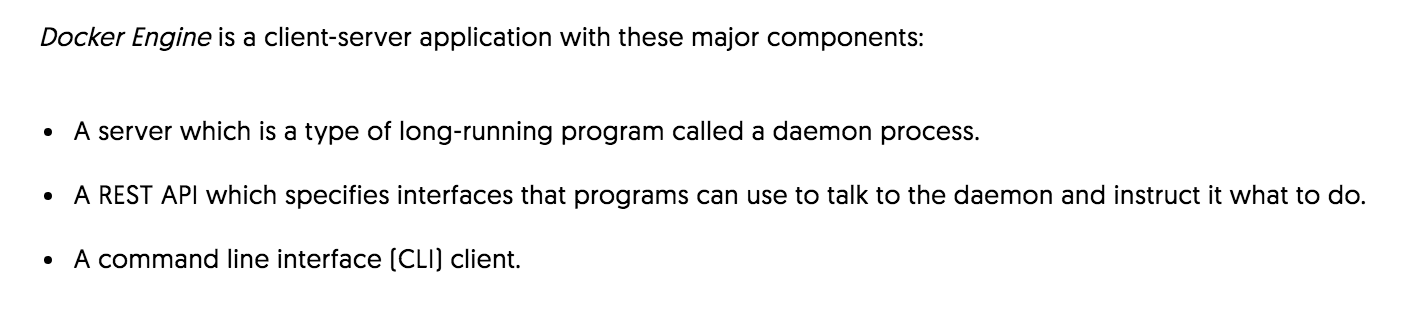 Docker Engine is a client-server application with these major components:
• A server which is a type of long-running program called a daemon process.
• A REST API which specifies interfaces that programs can use to talk to the daemon and instruct it what to do.
• A command line interface (CLI) client.